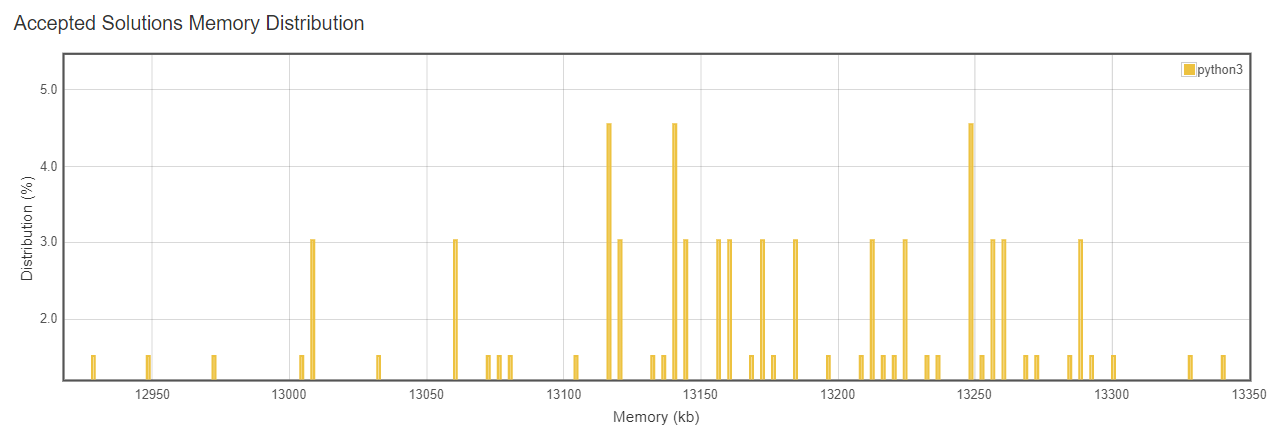 Accepted Solutions Memory Distribution
python3
5.0
4.0
3.0
2.0
Distribution (%)
12950 13000 13050 13100 13150 13200 13250 13300 13350
Memory (kb)